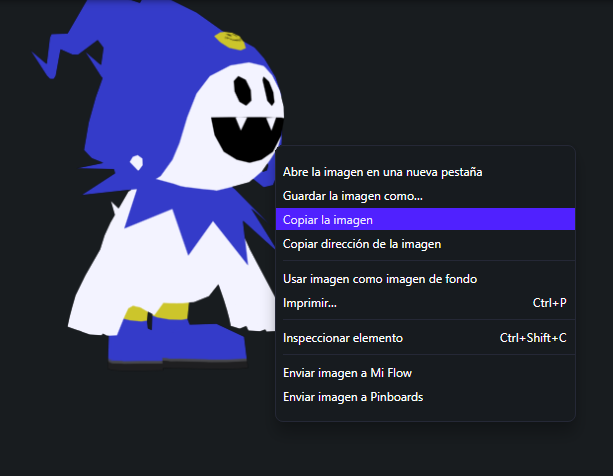 Abre la imagen en una nueva pestaña
Guardar la imagen como...
Copiar la imagen
Copiar dirección de la imagen
Usar imagen como imagen de fondo
Imprimir... Ctrl+P
Inspeccionar elemento Ctrl+Shift+C
Enviar imagen a Mi Flow
Enviar imagen a Pinboards